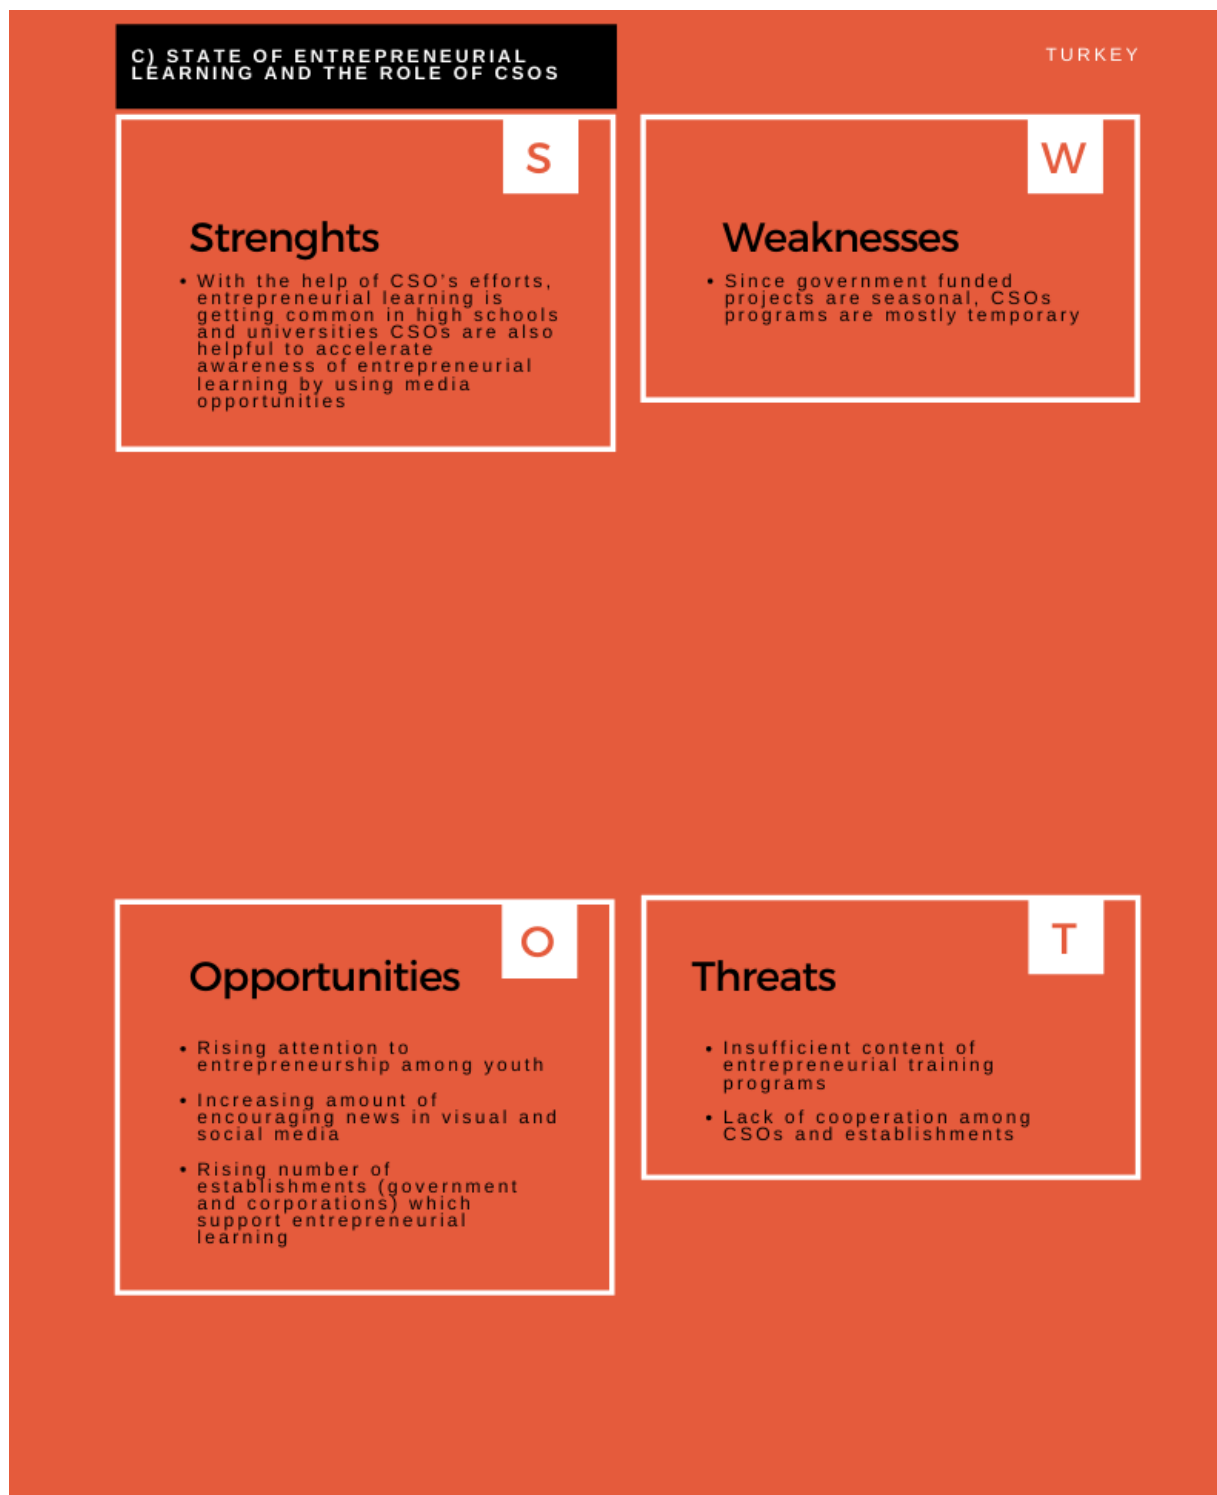 C) STATE OF ENTREPRENEURIAL
LEARNING AND THE ROLE OF CSOS
TURKEY
S
Strenghts
• With the help of CSO's efforts,
entrepreneurial learning is
getting common in high schools
and universities CSOs are also
helpful to accelerate
awareness of entrepreneurial
learning by using media
opportunities
W
Weaknesses
• Since government funded
projects are seasonal, CSOs
programs are mostly temporary
O
Opportunities
• Rising attention to
entrepreneurship among youth
• Increasing amount of
encouraging news in visual and
social media
• Rising number of
establishments (government
and corporations) which
support entrepreneurial
learning
T
Threats
• Insufficient content of
entrepreneurial training
programs
• Lack of cooperation among
CSOs and establishments